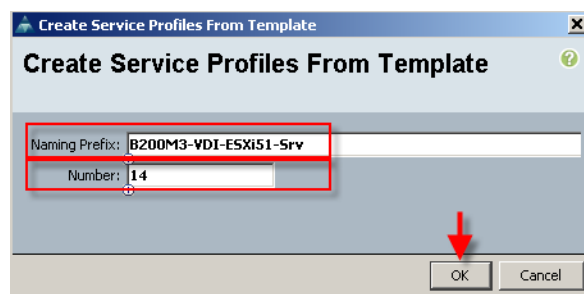 Create Service Profiles From Template
Create Service Profiles From Template
Naming Prefix: B200M3-VDI-ESXi51-Srv
Number: 14
OK Cancel